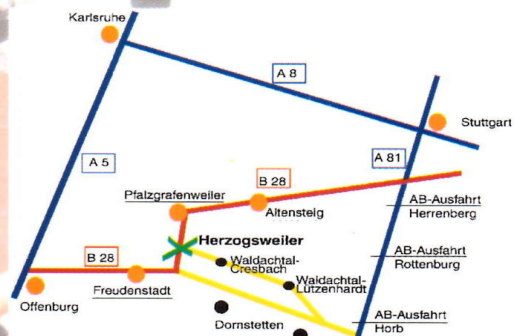 Karlsruhe
A 8
Stuttgart
A 5
A 81
B 28
Pfalzgrafenweiler
Altensteig
AB-Ausfahrt
Herrenberg
Herzogsweiler
B 28
Waldachtal-
Cresbach
AB-Ausfahrt
Rottenburg
Freudenstadt
Waldachtal-
Lützenhardt
Offenburg
Dornstetten
AB-Ausfahrt
Horb